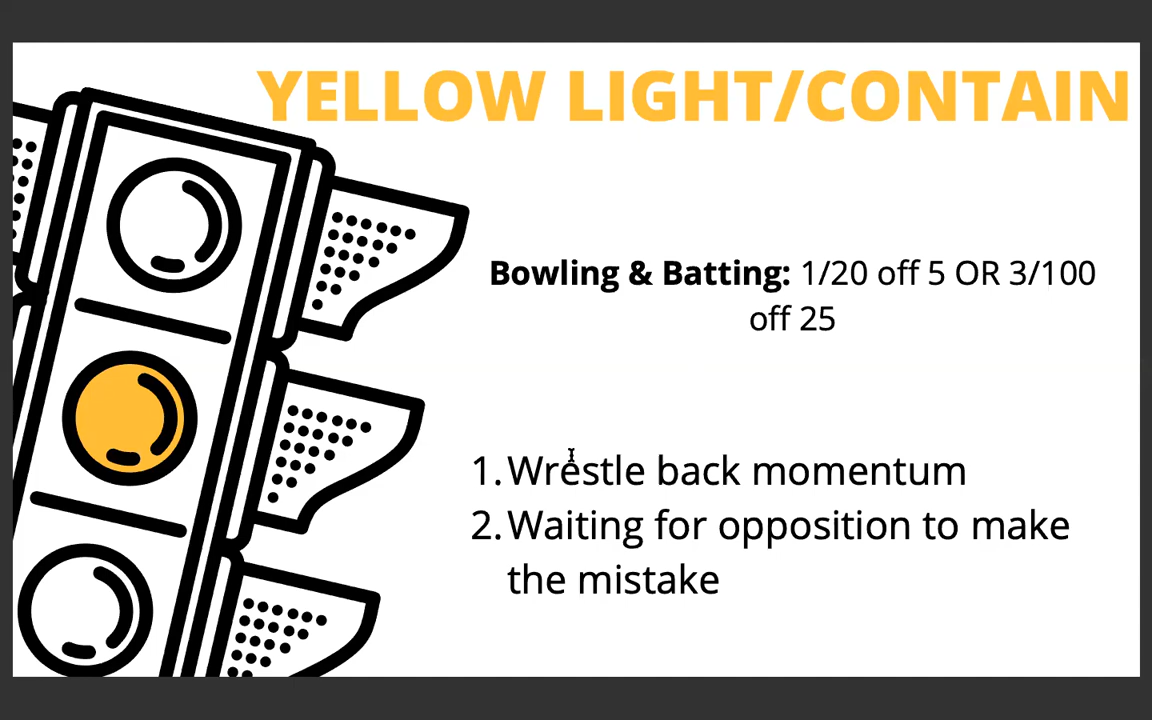 YELLOW LIGHT/CONTAIN
Bowling & Batting: 1/20 off 5 OR 3/100
off 25
1. Wrestle back momentum
2. Waiting for opposition to make
the mistake